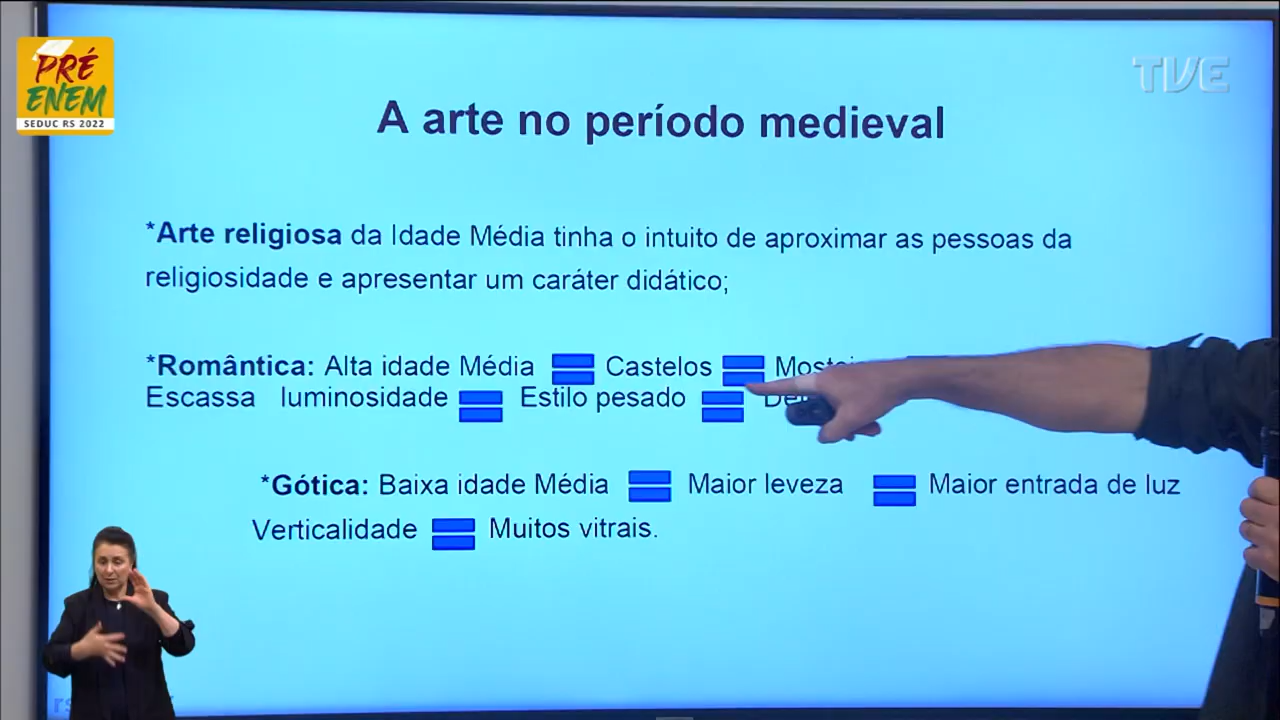 PRÉ
ENEM
SEDUC RS 2022
TVE
A arte no período medieval
*Arte religiosa da Idade Média tinha o intuito de aproximar as pessoas da
religiosidade e apresentar um caráter didático;
*Romântica: Alta idade Média Castelos
Escassa luminosidade Estilo pesado
*Gótica: Baixa idade Média Maior leveza Maior entrada de luz
Verticalidade Muitos vitrais.